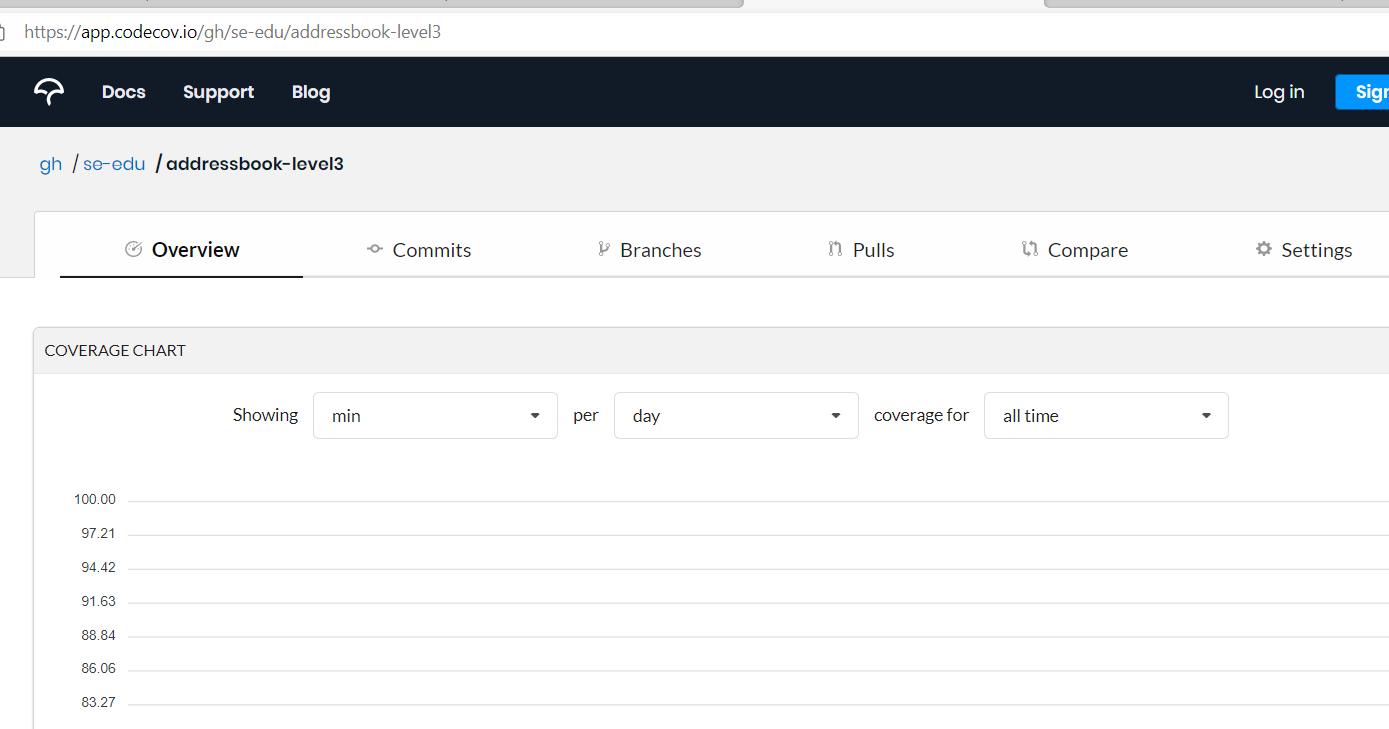 https://app.codecov.io/gh/se-edu/addressbook-level3
Docs Support Blog Log in
gh / se-edu / addressbook-level3
Overview Commits Branches Pulls Compare Settings
COVERAGE CHART
Showing min per day coverage for all time
100.00
97.21
94.42
91.63
88.84
86.06
83.27